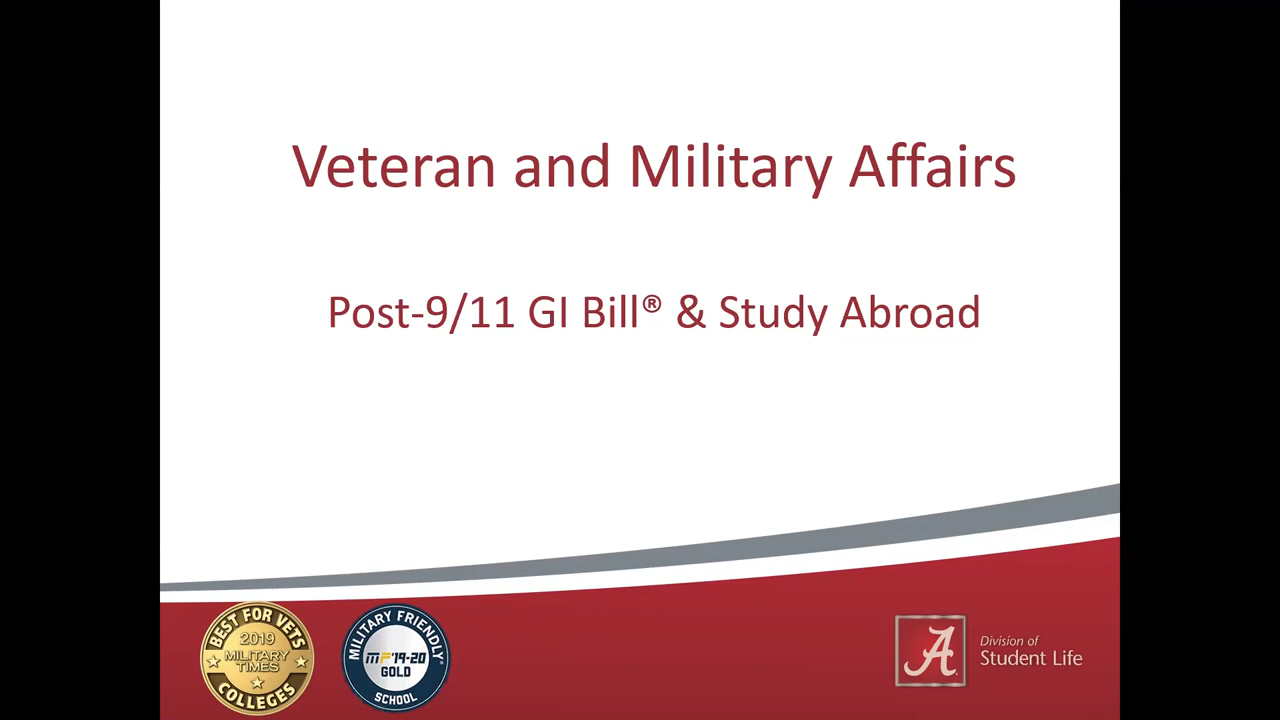 Veteran and Military Affairs
Post-9/11 GI Bill® & Study Abroad
BEST FOR VETS
2019
MILITARY
TIMES
COLLEGES
MILITARY FRIENDLY®
MF'19-20
GOLD
SCHOOL
A
Division of
Student Life